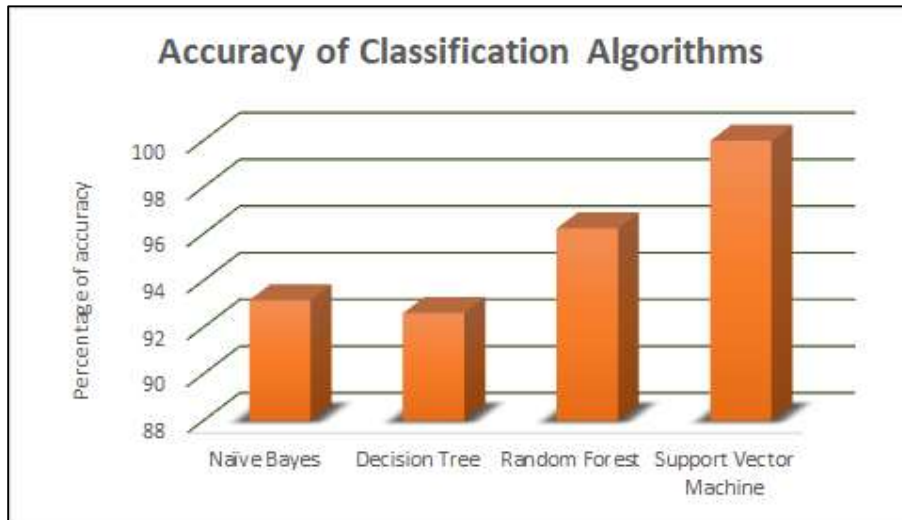 Accuracy of Classification Algorithms
Percentage of accuracy
100
98
96
94
92
90
88
Naïve Bayes
Decision Tree
Random Forest
Support Vector
Machine